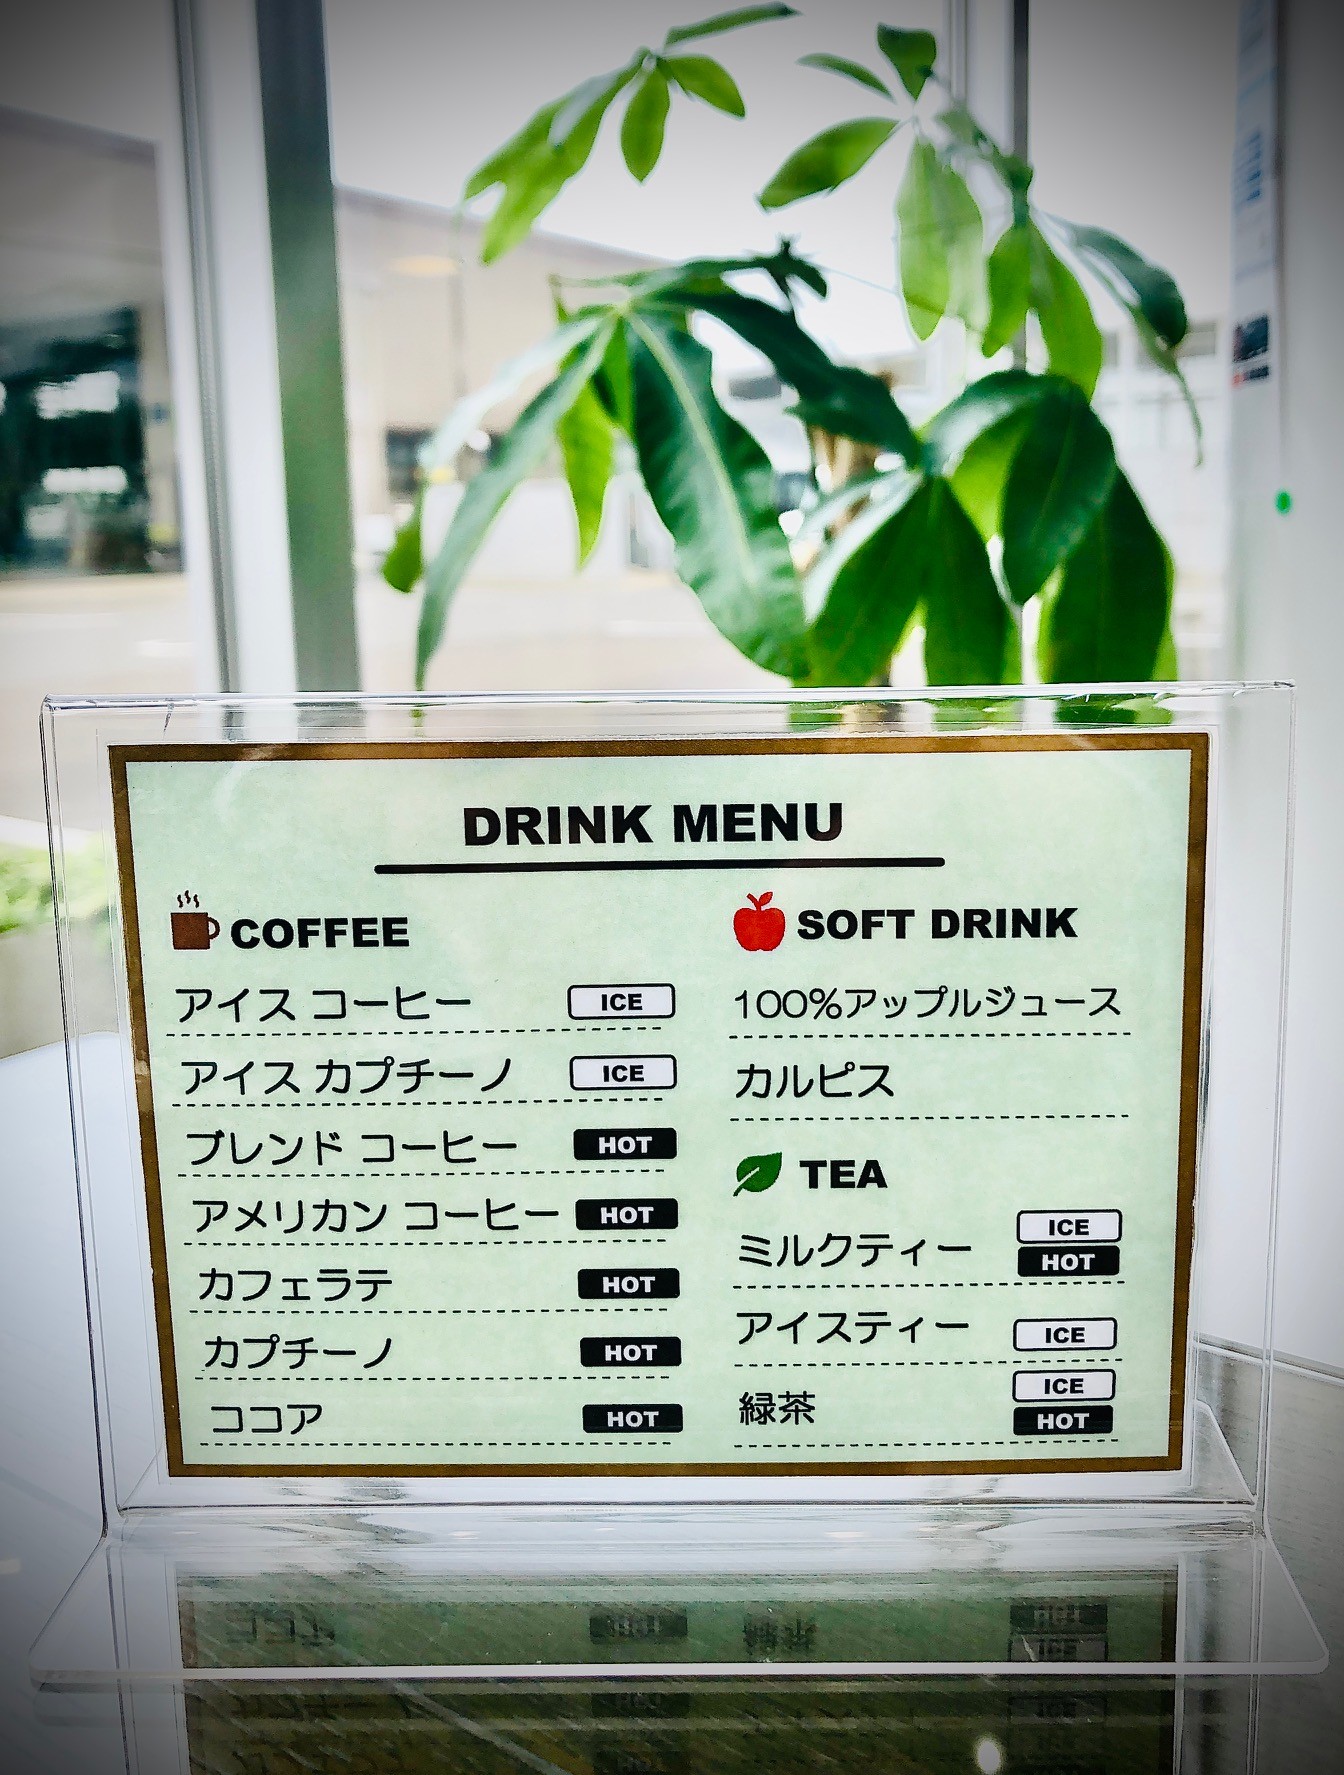 DRINK MENU
COFFEE
アイス コーヒー ICE
アイス カプチーノ ICE
ブレンド コーヒー HOT
アメリカン コーヒー HOT
カフェラテ HOT
カプチーノ HOT
ココア HOT
SOFT DRINK
100%アップルジュース
カルピス
TEA
ミルクティー ICE HOT
アイスティー ICE
緑茶 ICE HOT